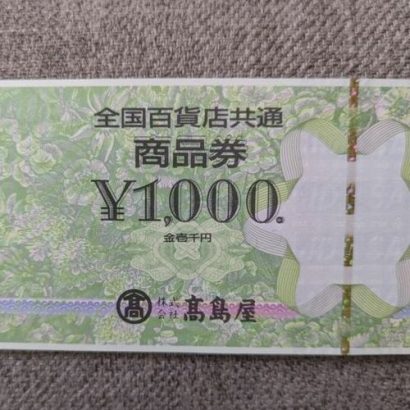 全国百貨店共通
商品券
¥1,000.
金壱千円
髙 株式会社 髙島屋